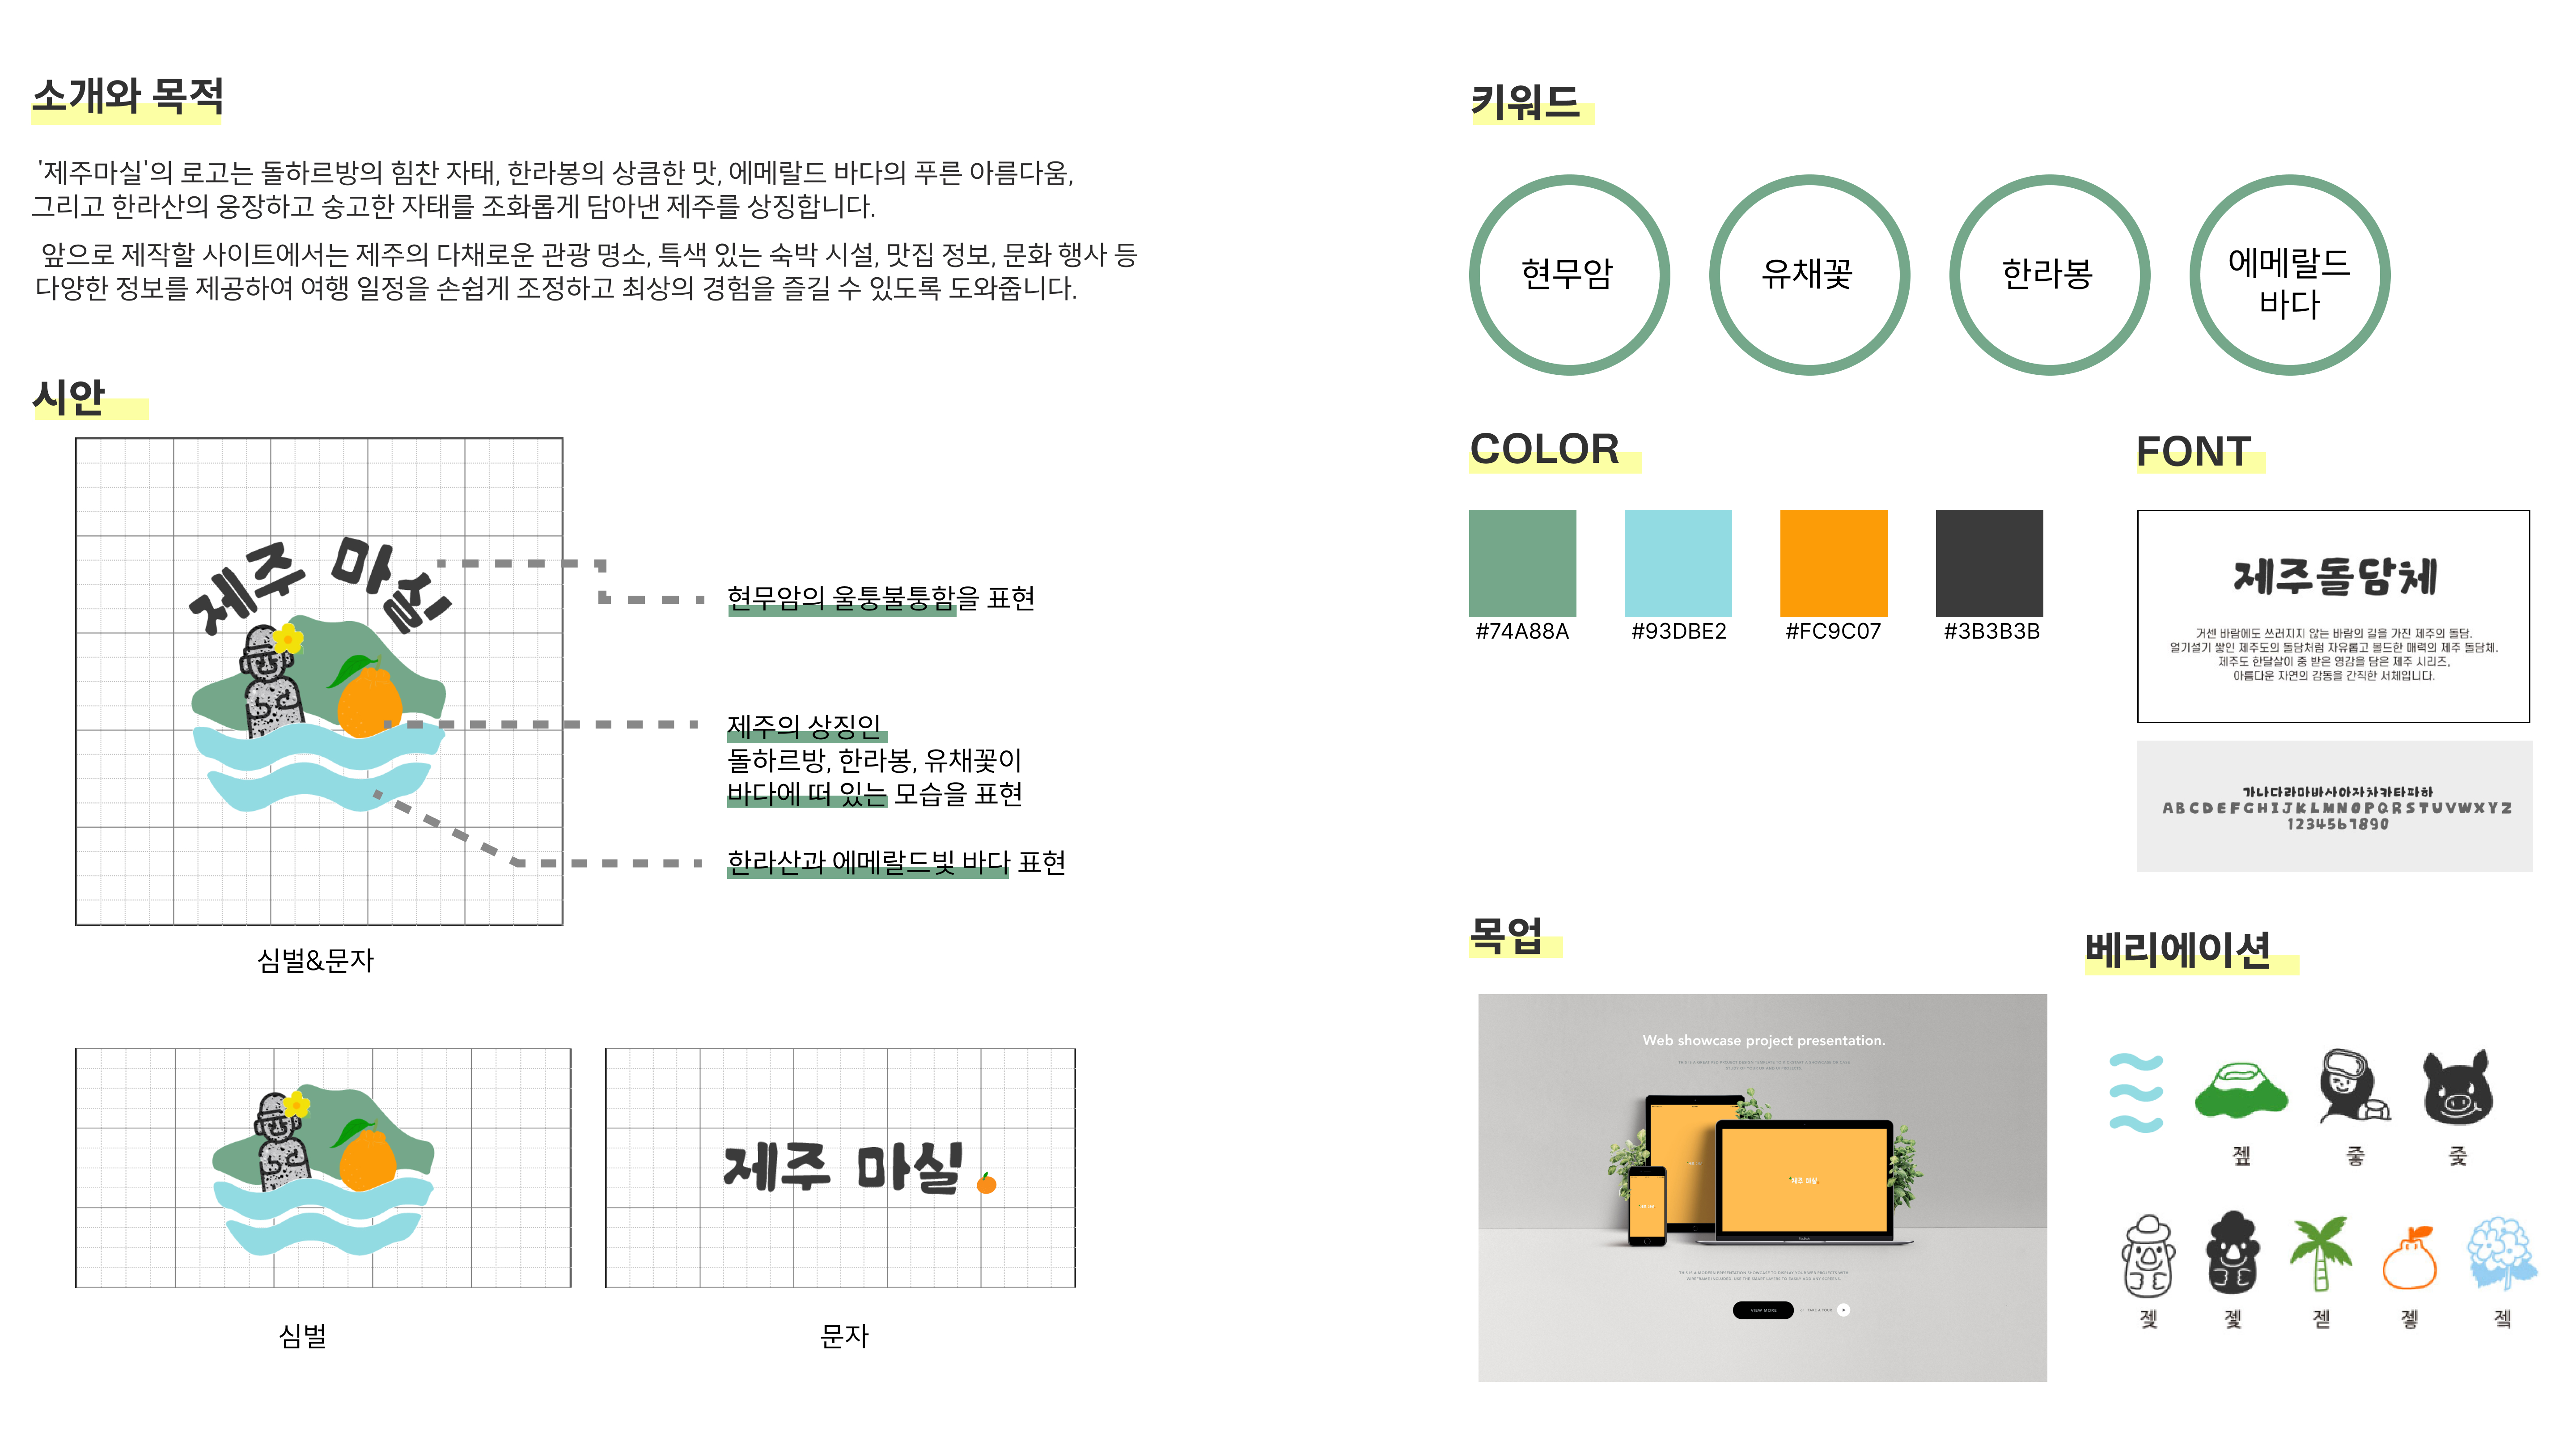 소개와 목적
'제주마실'의 로고는 돌하르방의 힘찬 자태, 한라봉의 상큼한 맛, 에메랄드 바다의 푸른 아름다움,
그리고 한라산의 웅장하고 숭고한 자태를 조화롭게 담아낸 제주를 상징합니다.
앞으로 제작할 사이트에서는 제주의 다채로운 관광 명소, 특색 있는 숙박 시설, 맛집 정보, 문화 행사 등
다양한 정보를 제공하여 여행 일정을 손쉽게 조정하고 최상의 경험을 즐길 수 있도록 도와줍니다.
시안
제주 마실
현무암의 울퉁불퉁함을 표현
제주의 상징인
돌하르방, 한라봉, 유채꽃이
바다에 떠 있는 모습을 표현
한라산과 에메랄드빛 바다 표현
심벌&문자
심벌
제주 마실
문자
키워드
현무암
유채꽃
한라봉
에메랄드
바다
COLOR
#74A88A
#93DBE2
#FC9C07
#3B3B3B
FONT
제주돌담체
거센 바람에도 쓰러지지 않는 바람의 길을 가진 제주의 돌담.
얼기설기 쌓인 제주도의 돌담처럼 자유롭고 볼드한 매력의 제주 돌담체.
제주도 한달살이 중 받은 영감을 담은 제주 시리즈,
아름다운 자연의 감동을 간직한 서체입니다.
가나다라마바사아자차카타파하
ABCDEFGHIJKLMNOPQRSTUVWXYZ
1234567890
목업
Web showcase project presentation.
제주 마실
VIEW MORE
or TAKE A TOUR
베리에이션
젶
줗
줒
젳
젗
젣
젷
젴